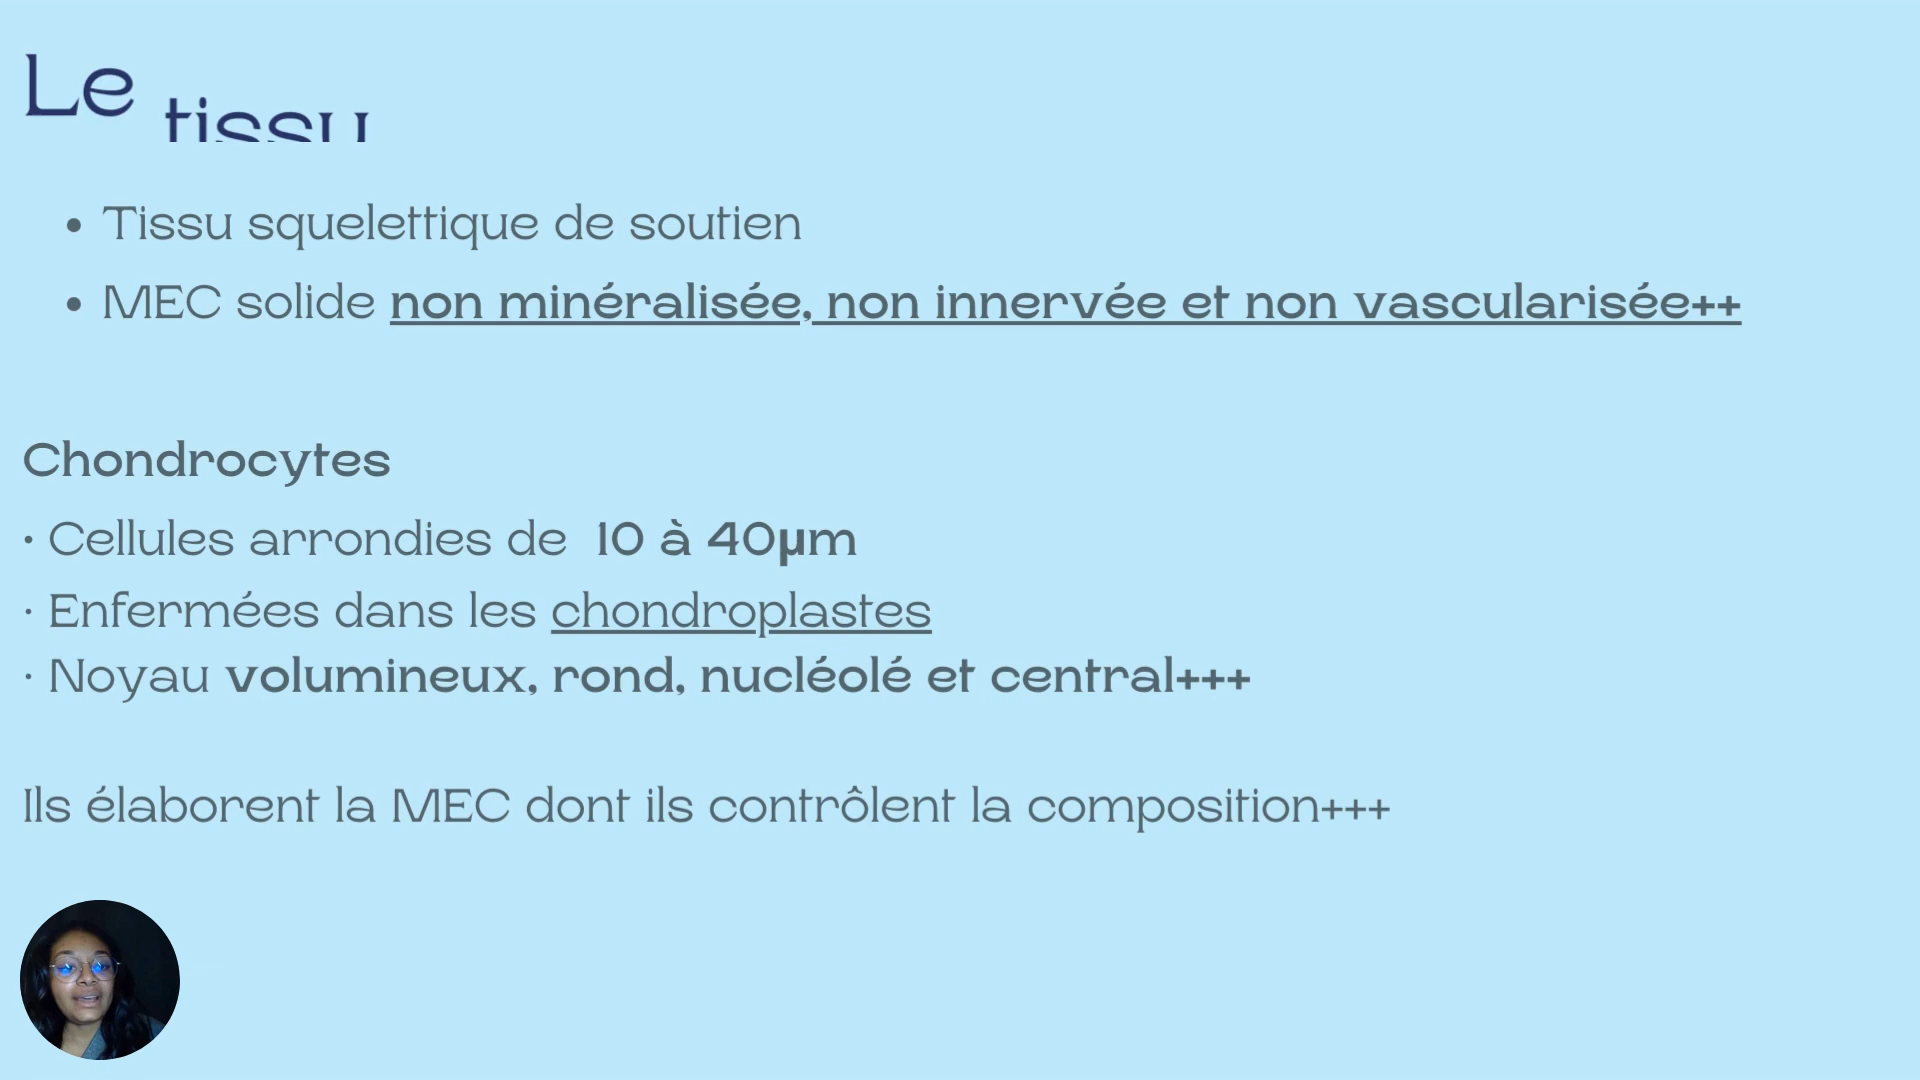 Le tissu
• Tissu squelettique de soutien
• MEC solide non minéralisée, non innervée et non vascularisée++
Chondrocytes
· Cellules arrondies de 10 à 40µm
· Enfermées dans les chondroplastes
· Noyau volumineux, rond, nucléolé et central+++
Ils élaborent la MEC dont ils contrôlent la composition+++